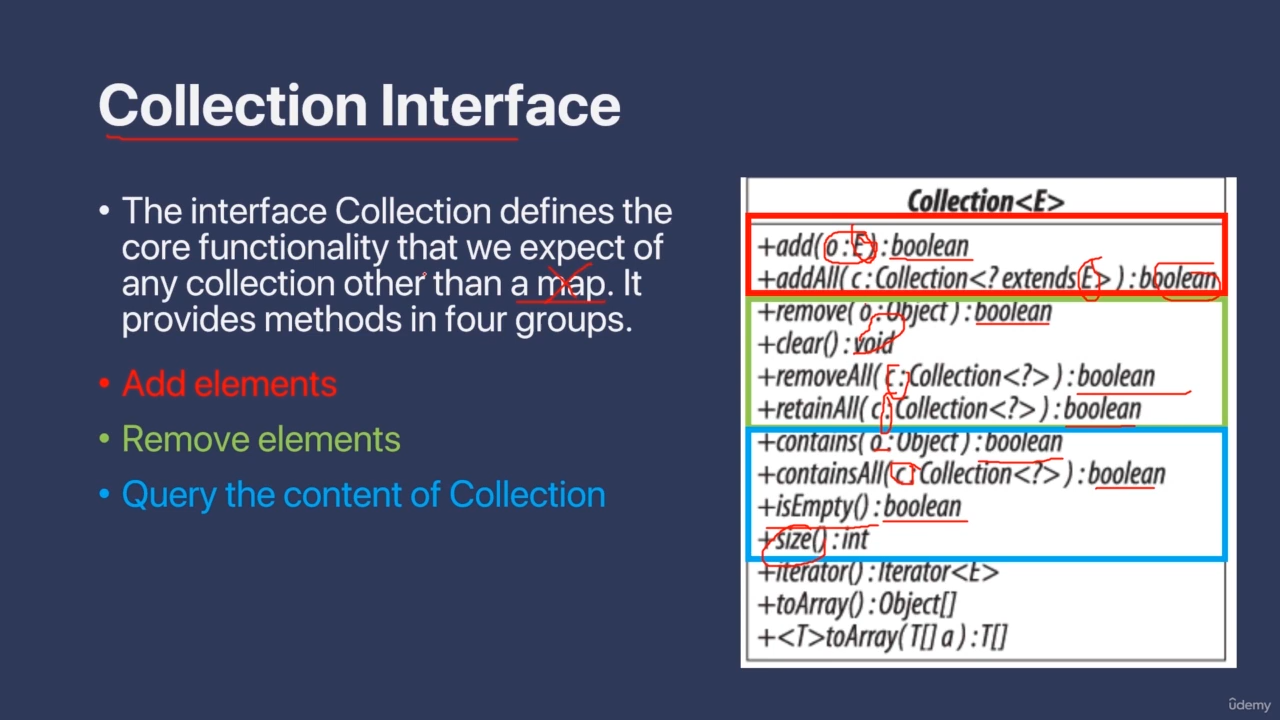 Collection Interface
• The interface Collection defines the
core functionality that we expect of
any collection other than a map. It
provides methods in four groups.
• Add elements
• Remove elements
• Query the content of Collection
Collection<E>
+add( o : E ) : boolean
+addAll( c : Collection<? extends E> ) : boolean
+remove( o : Object ) : boolean
+clear() : void
+removeAll( c : Collection<?> ) : boolean
+retainAll( c : Collection<?> ) : boolean
+contains( o : Object ) : boolean
+containsAll( c : Collection<?> ) : boolean
+isEmpty() : boolean
+size() : int
+iterator() : Iterator<E>
+toArray() : Object[]
+<T>toArray( T[] a ) : T[]
ûdemy